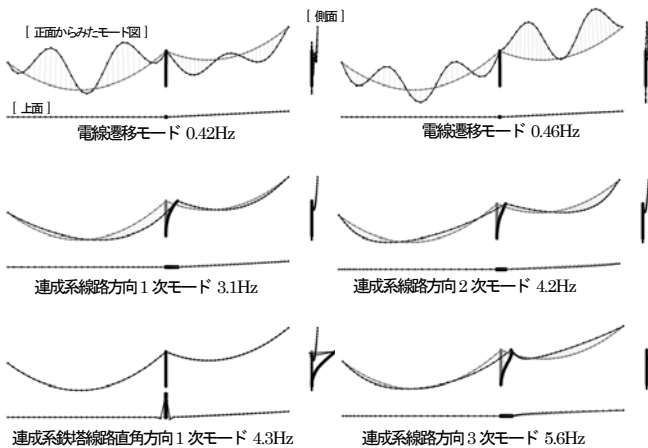 [ 正面からみたモード図 ]
[ 側面 ]
[ 上面 ]
電線遷移モード 0.42Hz
電線遷移モード 0.46Hz
連成系線路方向1次モード 3.1Hz
連成系線路方向2次モード 4.2Hz
連成系鉄塔線路直角方向1次モード 4.3Hz
連成系線路方向3次モード 5.6Hz